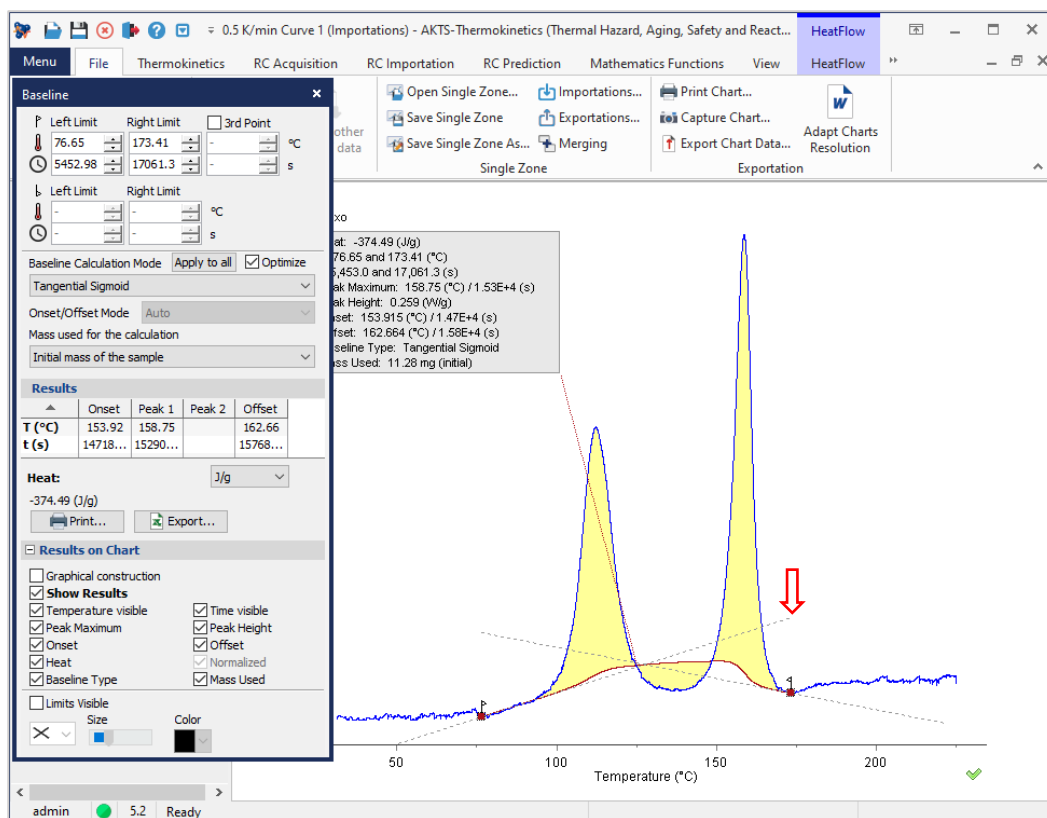 0.5 K/min Curve 1 (Importations) - AKTS-Thermokinetics (Thermal Hazard, Aging, Safety and React...
HeatFlow
Menu File Thermokinetics RC Acquisition RC Importation RC Prediction Mathematics Functions View HeatFlow
Baseline
Left Limit Right Limit 3rd Point
76.65 173.41 - °C
5452.98 17061.3 - s
Left Limit Right Limit
- - °C
- - s
Baseline Calculation Mode Apply to all Optimize
Tangential Sigmoid
Onset/Offset Mode Auto
Mass used for the calculation
Initial mass of the sample
Results
Onset Peak 1 Peak 2 Offset
T (°C) 153.92 158.75 162.66
t (s) 14718... 15290... 15768...
Heat: J/g
-374.49 (J/g)
Print... Export...
Results on Chart
Graphical construction
Show Results
Temperature visible Time visible
Peak Maximum Peak Height
Onset Offset
Heat Normalized
Baseline Type Mass Used
Limits Visible
Size Color
other
data
Open Single Zone... Importations...
Save Single Zone Exportations...
Save Single Zone As... Merging
Single Zone
Print Chart...
Capture Chart...
Export Chart Data...
Adapt Charts
Resolution
Exportation
xo
at: -374.49 (J/g)
76.65 and 173.41 (°C)
5,453.0 and 17,061.3 (s)
ak Maximum: 158.75 (°C) / 1.53E+4 (s)
ak Height: 0.259 (W/g)
nset: 153.915 (°C) / 1.47E+4 (s)
ffset: 162.664 (°C) / 1.58E+4 (s)
aseline Type: Tangential Sigmoid
ass Used: 11.28 mg (initial)
50 100 150 200
Temperature (°C)
admin 5.2 Ready